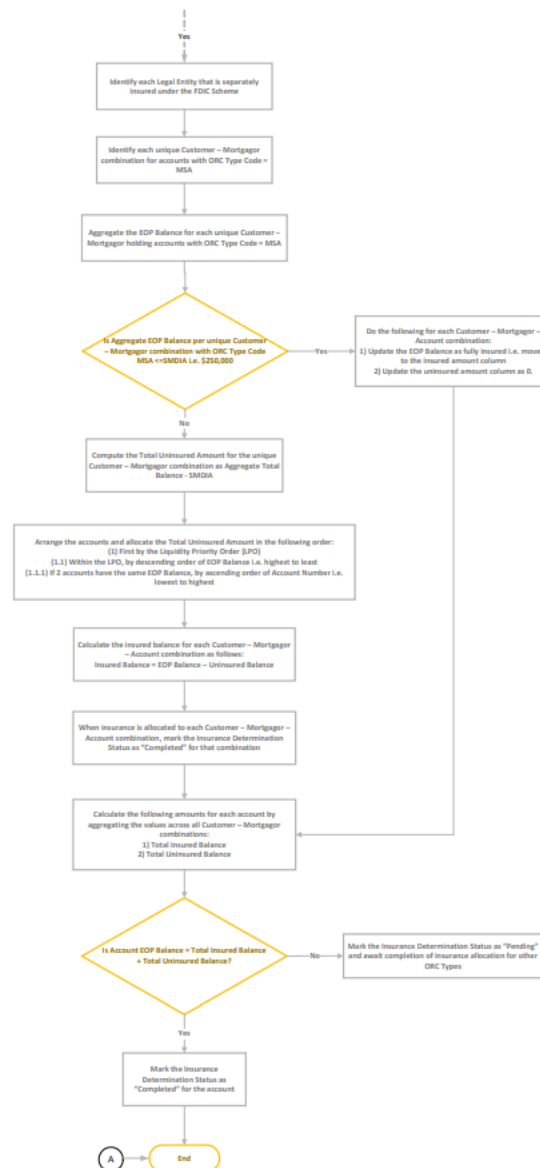 Yes
Identify each Legal Entity that is separately
insured under the FDIC Scheme
Identify each unique Customer – Mortgagor
combination for accounts with ORC Type Code =
MSA
Aggregate the EOP Balance for each unique Customer –
Mortgagor holding accounts with ORC Type Code = MSA
Is Aggregate EOP Balance per unique Customer
– Mortgagor combination with ORC Type Code
MSA <=SMDIA i.e. $250,000
Yes
Do the following for each Customer – Mortgagor –
Account combination:
1) Update the EOP Balance as fully insured i.e. move
to the insured amount column
2) Update the uninsured amount column as 0.
No
Compute the Total Uninsured Amount for the unique
Customer – Mortgagor combination as Aggregate Total
Balance - SMDIA
Arrange the accounts and allocate the Total Uninsured Amount in the following order:
(1) First by the Liquidity Priority Order (LPO)
(1.1) Within the LPO, by descending order of EOP Balance i.e. highest to least
(1.1.1) If 2 accounts have the same EOP Balance, by ascending order of Account Number i.e.
lowest to highest
Calculate the insured balance for each Customer – Mortgagor
– Account combination as follows:
Insured Balance = EOP Balance – Uninsured Balance
When insurance is allocated to each Customer – Mortgagor –
Account combination, mark the Insurance Determination
Status as "Completed" for that combination
Calculate the following amounts for each account by
aggregating the values across all Customer – Mortgagor
combinations:
1) Total Insured Balance
2) Total Uninsured Balance
Is Account EOP Balance = Total Insured Balance
+ Total Uninsured Balance?
No
Mark the Insurance Determination Status as "Pending"
and await completion of insurance allocation for other
ORC Types
Yes
Mark the Insurance
Determination Status as
"Completed" for the account
A
End